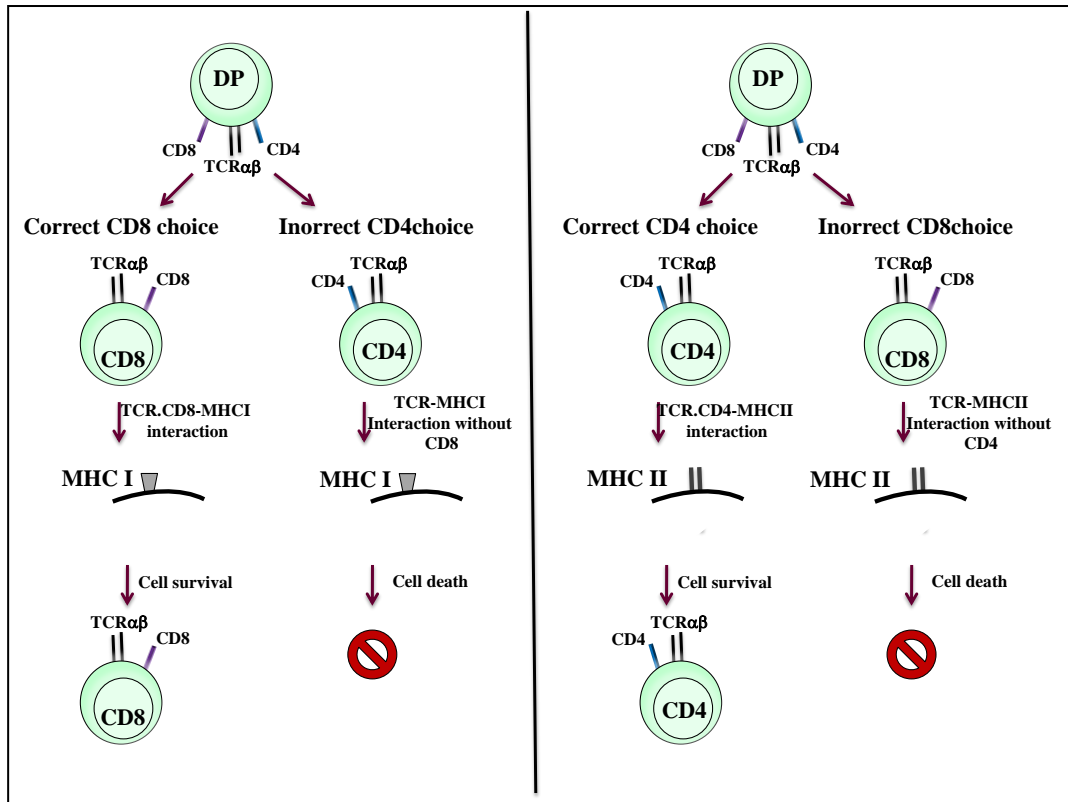 DP
CD8
CD4
TCRαβ
Correct CD8 choice
Inorrect CD4choice
TCRαβ
CD8
CD8
TCR.CD8-MHCI
interaction
MHC I
Cell survival
TCRαβ
CD8
CD8
TCRαβ
CD4
CD4
TCR-MHCI
Interaction without
CD8
MHC I
Cell death
DP
CD8
CD4
TCRαβ
Correct CD4 choice
Inorrect CD8choice
TCRαβ
CD4
CD4
TCR.CD4-MHCII
interaction
MHC II
Cell survival
TCRαβ
CD4
CD4
TCRαβ
CD8
CD8
TCR-MHCII
Interaction without
CD4
MHC II
Cell death